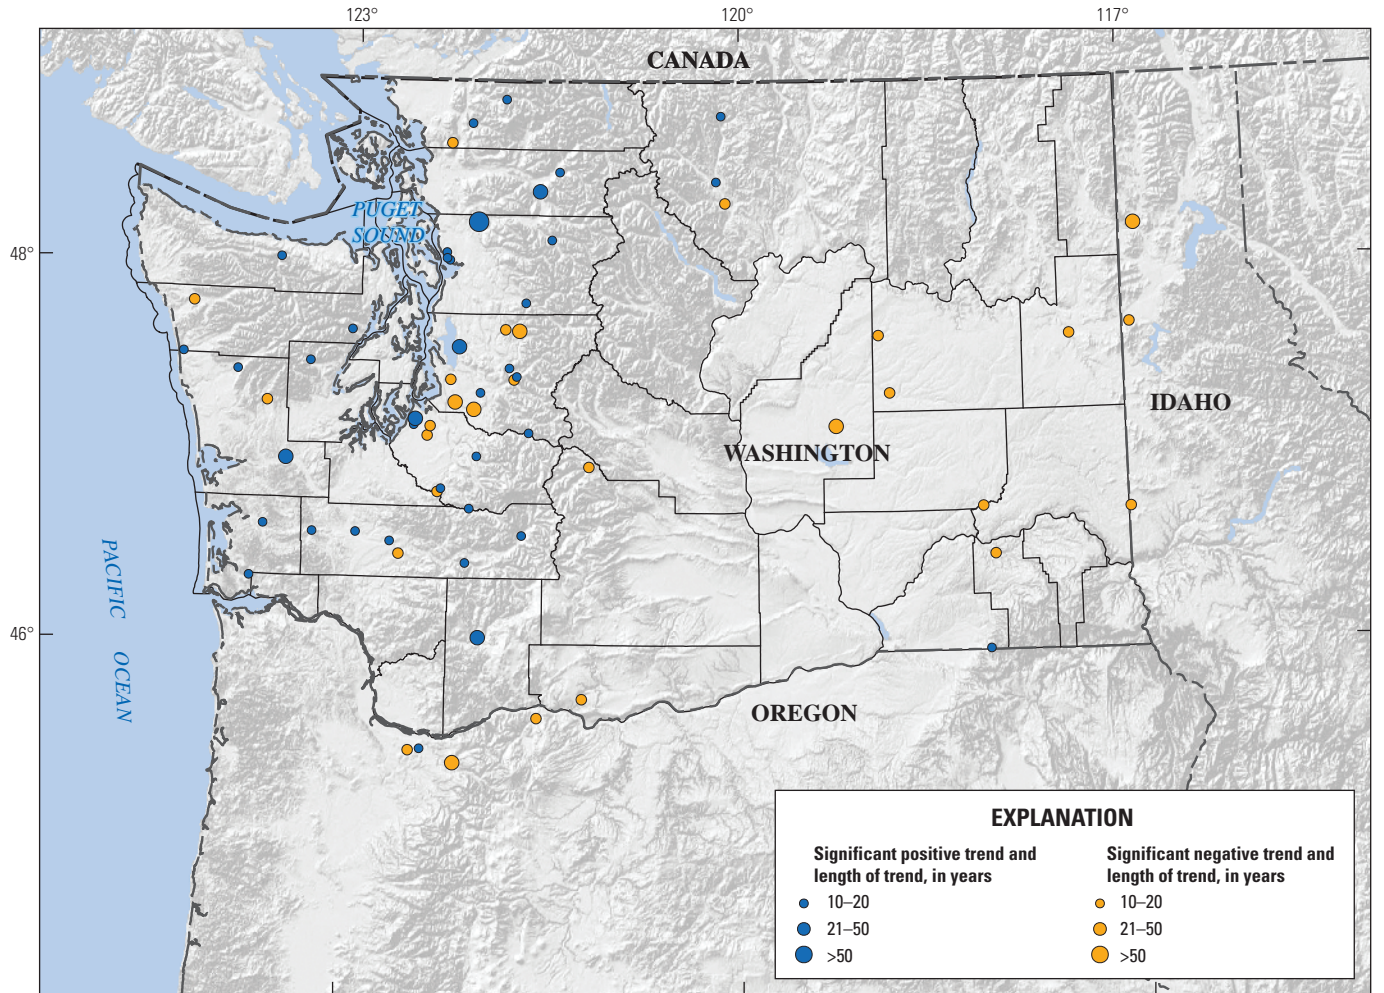 123°
120°
117°
CANADA
PUGET
SOUND
48°
IDAHO
WASHINGTON
PACIFIC OCEAN
46°
OREGON
EXPLANATION
Significant positive trend and
length of trend, in years
10–20
21–50
>50
Significant negative trend and
length of trend, in years
10–20
21–50
>50